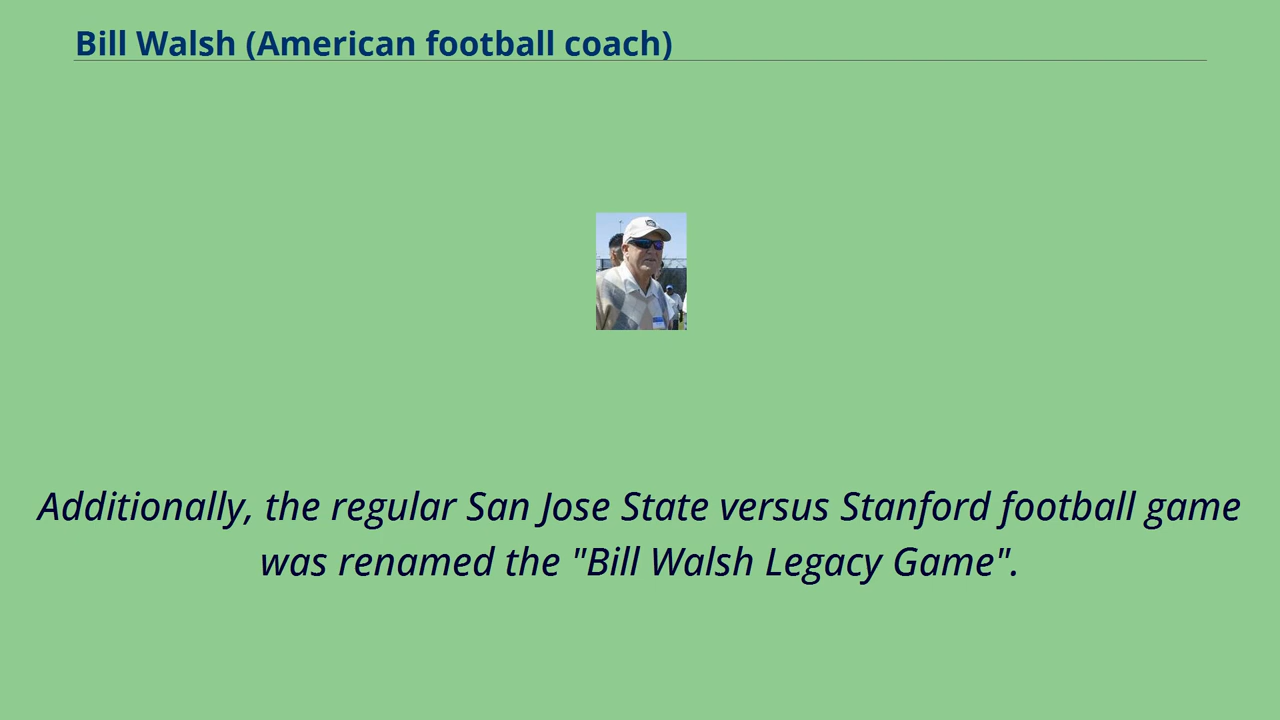 Bill Walsh (American football coach)
Additionally, the regular San Jose State versus Stanford football game
was renamed the "Bill Walsh Legacy Game".